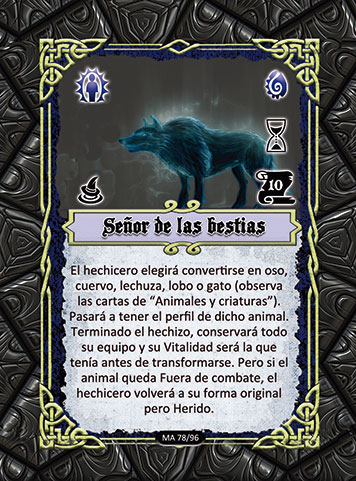 10
Señor de las bestias
El hechicero elegirá convertirse en oso,
cuervo, lechuza, lobo o gato (observa
las cartas de “Animales y criaturas”).
Pasará a tener el perfil de dicho animal.
Terminado el hechizo, conservará todo
su equipo y su Vitalidad será la que
tenía antes de transformarse. Pero si el
animal queda Fuera de combate, el
hechicero volverá a su forma original
pero Herido.
MA 78/96